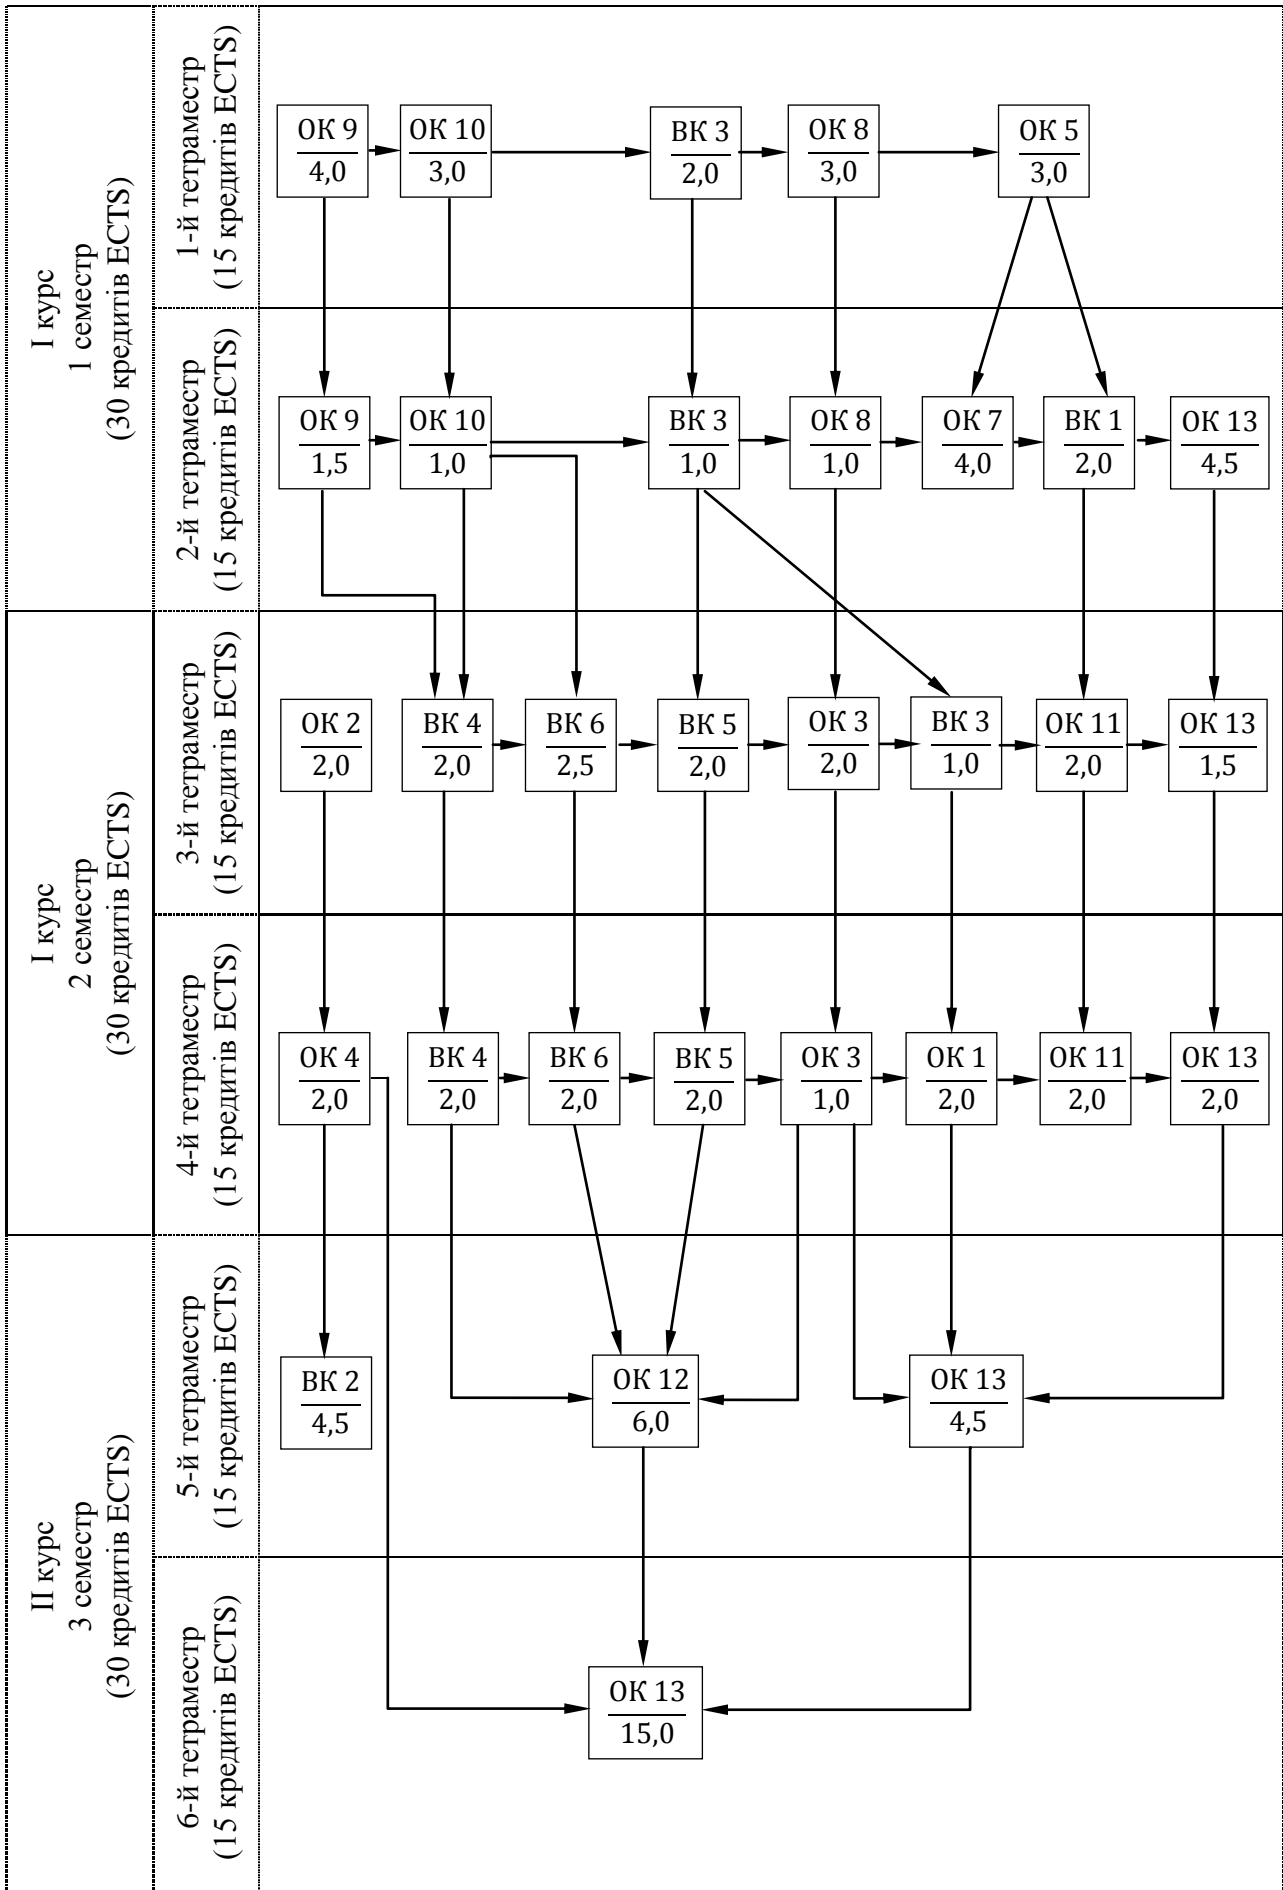 І курс
1 семестр
(30 кредитів ECTS)
1-й тетраместр
(15 кредитів ECTS)
ОК 9
4,0
ОК 10
3,0
ВК 3
2,0
ОК 8
3,0
ОК 5
3,0
2-й тетраместр
(15 кредитів ECTS)
ОК 9
1,5
ОК 10
1,0
ВК 3
1,0
ОК 8
1,0
ОК 7
4,0
ВК 1
2,0
ОК 13
4,5
І курс
2 семестр
(30 кредитів ECTS)
3-й тетраместр
(15 кредитів ECTS)
ОК 2
2,0
ВК 4
2,0
ВК 6
2,5
ВК 5
2,0
ОК 3
2,0
ВК 3
1,0
ОК 11
2,0
ОК 13
1,5
4-й тетраместр
(15 кредитів ECTS)
ОК 4
2,0
ВК 4
2,0
ВК 6
2,0
ВК 5
2,0
ОК 3
1,0
ОК 1
2,0
ОК 11
2,0
ОК 13
2,0
ІІ курс
3 семестр
(30 кредитів ECTS)
5-й тетраместр
(15 кредитів ECTS)
ВК 2
4,5
ОК 12
6,0
ОК 13
4,5
6-й тетраместр
(15 кредитів ECTS)
ОК 13
15,0